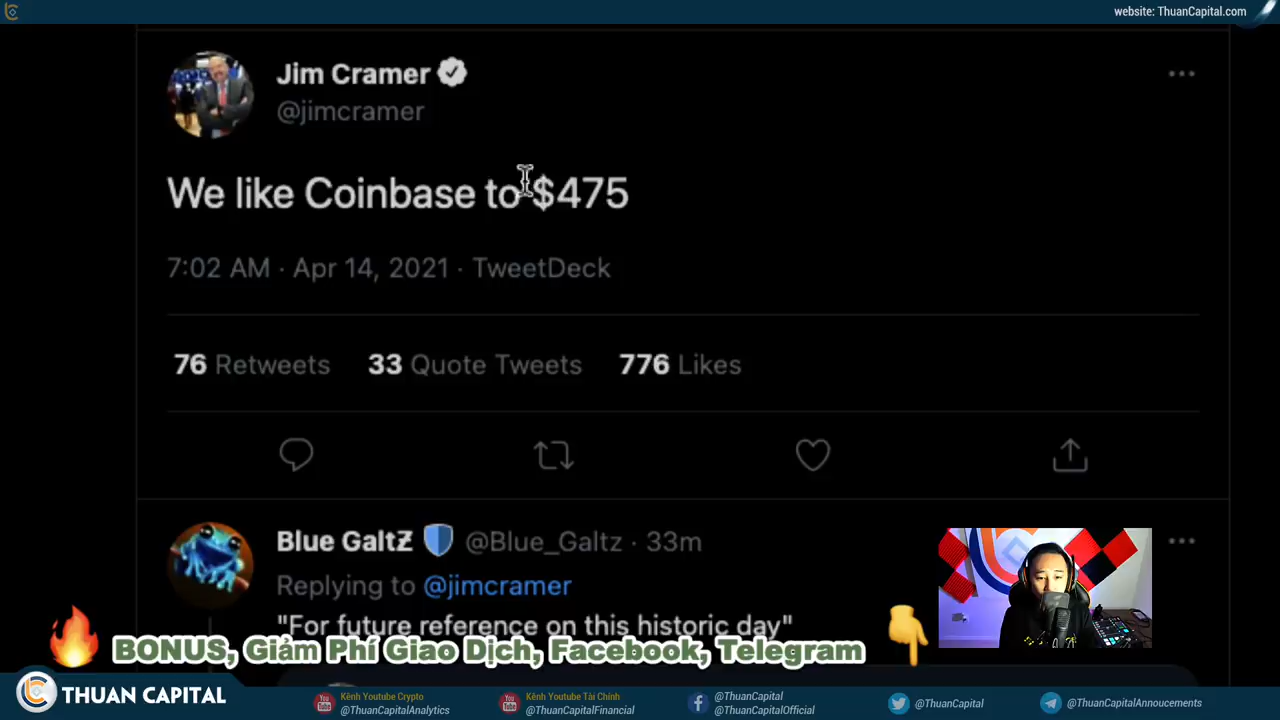 website: ThuanCapital.com
Jim Cramer
@jimcramer
We like Coinbase to $475
7:02 AM · Apr 14, 2021 · TweetDeck
76 Retweets 33 Quote Tweets 776 Likes
Blue GaltƵ @Blue_Galtz · 33m
Replying to @jimcramer
"For future reference on this historic day"
BONUS, Giảm Phí Giao Dịch, Facebook, Telegram
THUAN CAPITAL
Kênh Youtube Crypto
@ThuanCapitalAnalytics
Kênh Youtube Tài Chính
@ThuanCapitalFinancial
@ThuanCapital
@ThuanCapitalOfficial
@ThuanCapital
@ThuanCapitalAnnoucements